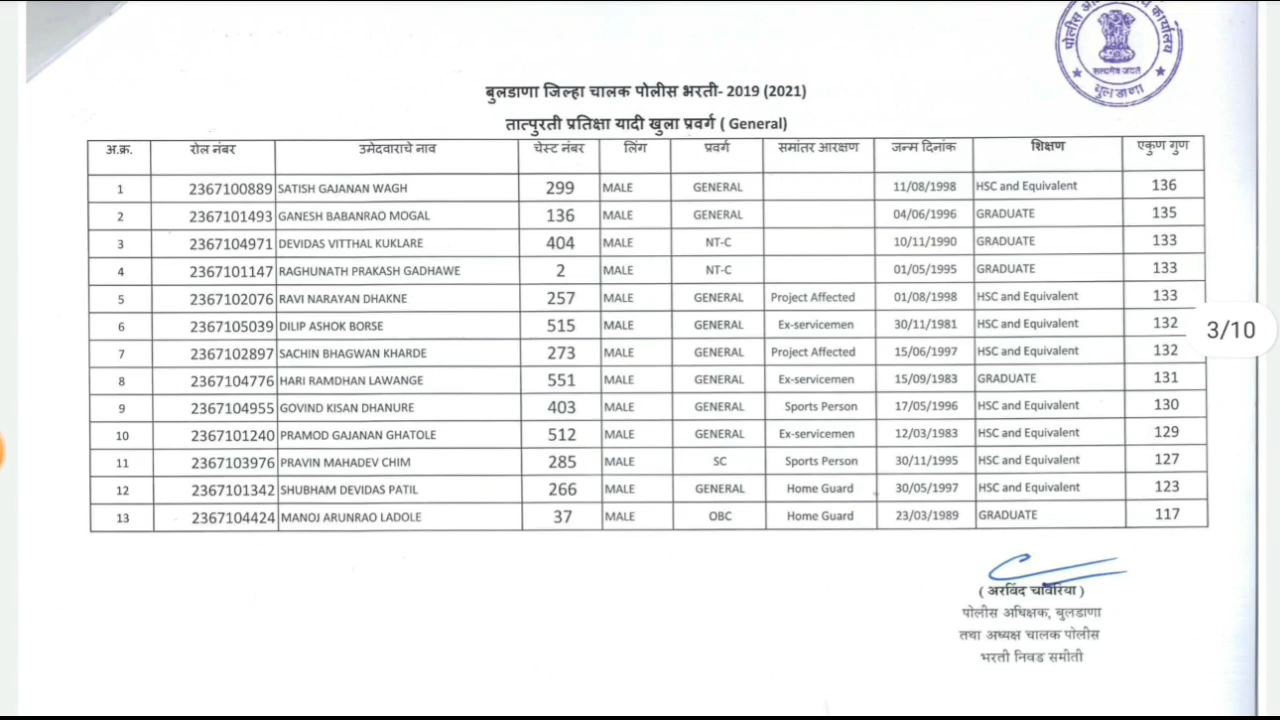 सत्यमेव जयते
बुलडाणा
बुलडाणा जिल्हा चालक पोलीस भरती- 2019 (2021)
तात्पुरती प्रतिक्षा यादी खुला प्रवर्ग ( General)
अ.क्र. रोल नंबर उमेदवाराचे नाव चेस्ट नंबर लिंग प्रवर्ग समांतर आरक्षण जन्म दिनांक शिक्षण एकुण गुण
1 2367100889 SATISH GAJANAN WAGH 299 MALE GENERAL 11/08/1998 HSC and Equivalent 136
2 2367101493 GANESH BABANRAO MOGAL 136 MALE GENERAL 04/06/1996 GRADUATE 135
3 2367104971 DEVIDAS VITTHAL KUKLARE 404 MALE NT-C 10/11/1990 GRADUATE 133
4 2367101147 RAGHUNATH PRAKASH GADHAWE 2 MALE NT-C 01/05/1995 GRADUATE 133
5 2367102076 RAVI NARAYAN DHAKNE 257 MALE GENERAL Project Affected 01/08/1998 HSC and Equivalent 133
6 2367105039 DILIP ASHOK BORSE 515 MALE GENERAL Ex-servicemen 30/11/1981 HSC and Equivalent 132
3/10
7 2367102897 SACHIN BHAGWAN KHARDE 273 MALE GENERAL Project Affected 15/06/1997 HSC and Equivalent 132
8 2367104776 HARI RAMDHAN LAWANGE 551 MALE GENERAL Ex-servicemen 15/09/1983 GRADUATE 131
9 2367104955 GOVIND KISAN DHANURE 403 MALE GENERAL Sports Person 17/05/1996 HSC and Equivalent 130
10 2367101240 PRAMOD GAJANAN GHATOLE 512 MALE GENERAL Ex-servicemen 12/03/1983 HSC and Equivalent 129
11 2367103976 PRAVIN MAHADEV CHIM 285 MALE SC Sports Person 30/11/1995 HSC and Equivalent 127
12 2367101342 SHUBHAM DEVIDAS PATIL 266 MALE GENERAL Home Guard 30/05/1997 HSC and Equivalent 123
13 2367104424 MANOJ ARUNRAO LADOLE 37 MALE OBC Home Guard 23/03/1989 GRADUATE 117
( अरविंद चावरिया )
पोलीस अधिक्षक, बुलडाणा
तथा अध्यक्ष चालक पोलीस
भरती निवड समीती